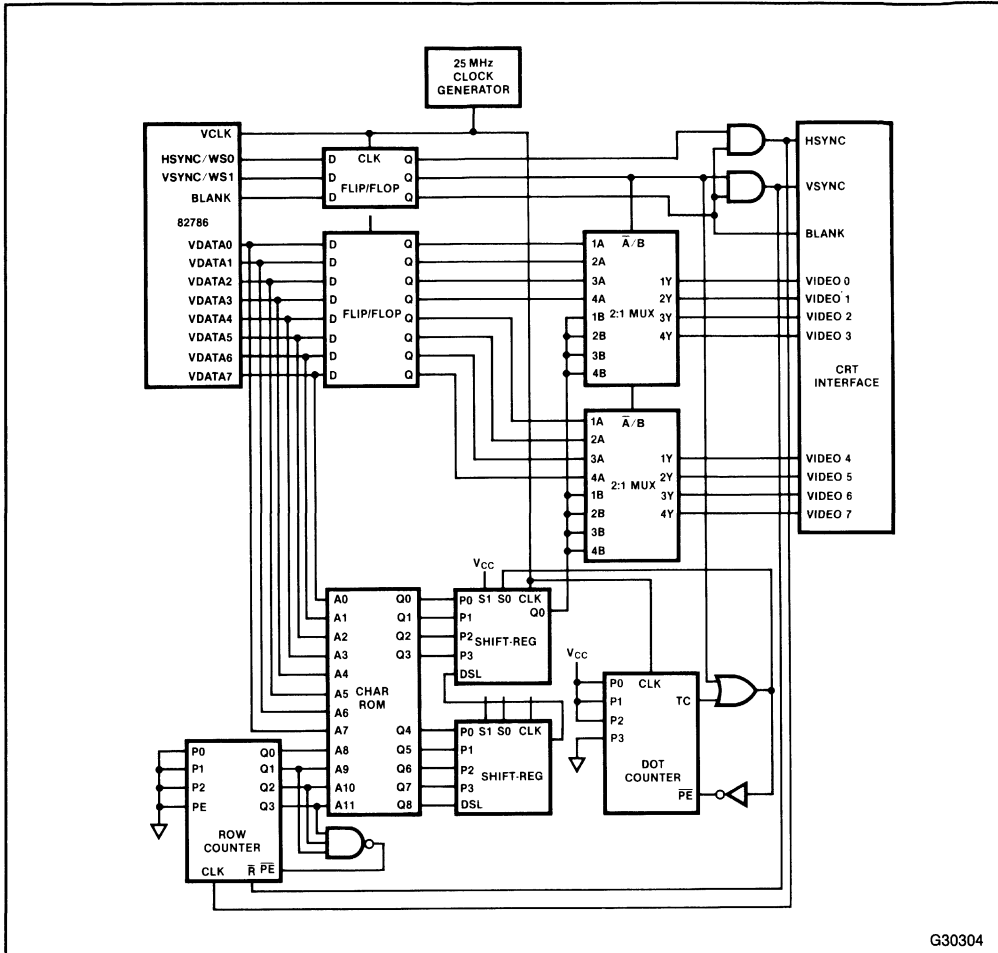 25 MHz
CLOCK
GENERATOR
VCLK
HSYNC/WS0
VSYNC/WS1
BLANK
82786
VDATA0
VDATA1
VDATA2
VDATA3
VDATA4
VDATA5
VDATA6
VDATA7
D CLK Q
D Q
FLIP/FLOP
D Q
D Q
D Q
D Q
D Q
FLIP/FLOP
D Q
D Q
D Q
D Q
1A A̅/B
2A
3A 1Y
4A 2Y
1B 2:1 MUX 3Y
2B 4Y
3B
4B
1A A̅/B
2A
3A 1Y
4A 2Y
2:1 MUX
1B 3Y
2B 4Y
3B
4B
HSYNC
VSYNC
BLANK
VIDEO 0
VIDEO 1
VIDEO 2
VIDEO 3
CRT
INTERFACE
VIDEO 4
VIDEO 5
VIDEO 6
VIDEO 7
A0 Q0
A1 Q1
A2 Q2
A3 Q3
A4
A5
CHAR
ROM
A6
A7 Q4
A8 Q5
A9 Q6
A10 Q7
A11 Q8
VCC
P0 S1 S0 CLK
P1 Q0
P2
SHIFT-REG
P3
DSL
P0 S1 S0 CLK
P1
P2
SHIFT-REG
P3
DSL
VCC
P0 CLK
P1 TC
P2
P3
DOT
COUNTER
P̅E̅
P0 Q0
P1 Q1
P2 Q2
PE Q3
ROW
COUNTER
CLK R̅ P̅E̅
G30304